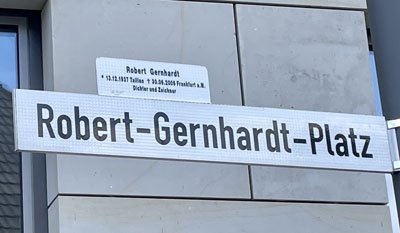 Robert Gernhardt
* 13.12.1937 Tallinn † 30.06.2006 Frankfurt a.M.
Dichter und Zeichner
Robert-Gernhardt-Platz